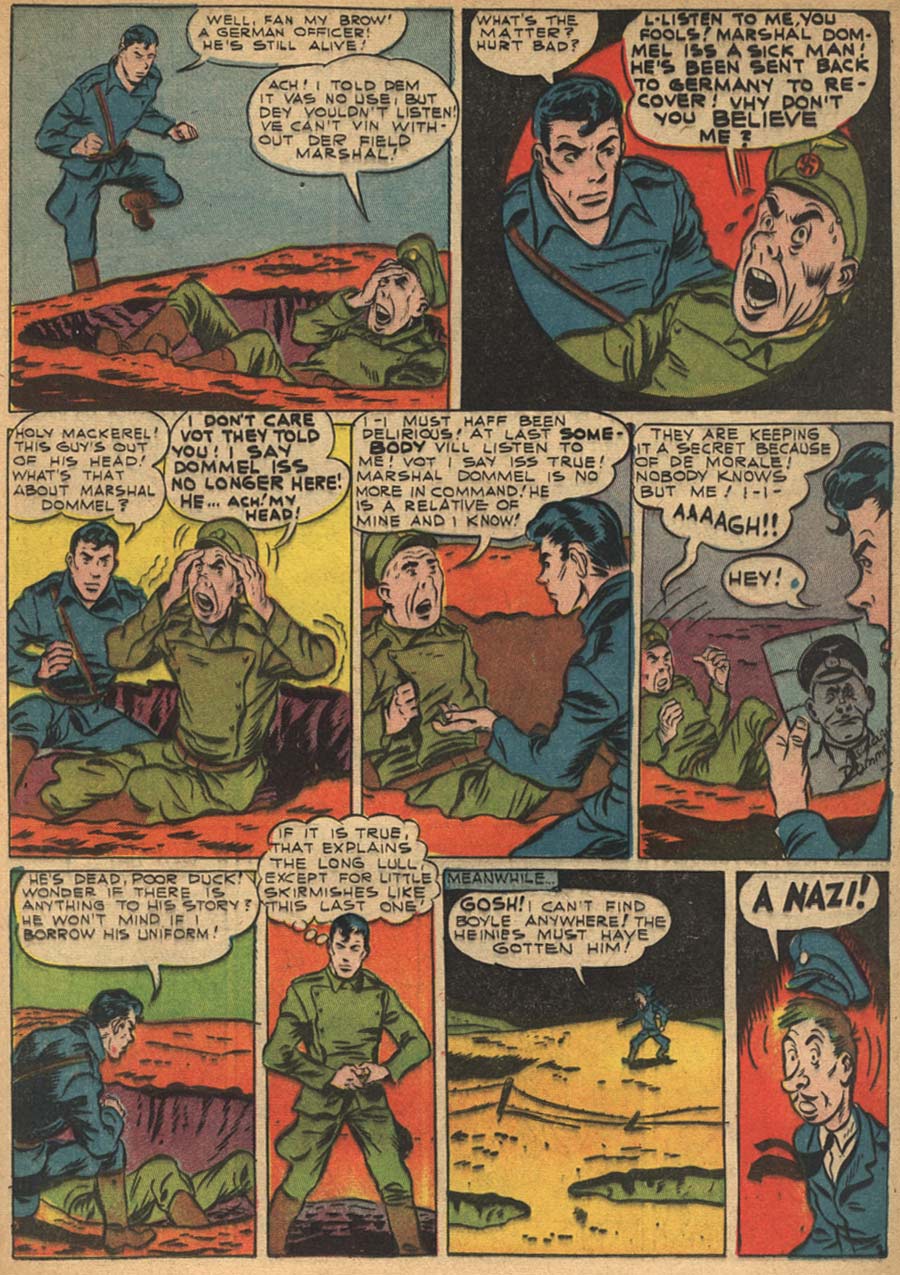 WELL, FAN MY BROW!
A GERMAN OFFICER!
HE'S STILL ALIVE!
ACH! I TOLD DEM
IT VAS NO USE, BUT
DEY VOULDN'T LISTEN!
VE CAN'T VIN WITH-
OUT DER FIELD
MARSHAL!
WHAT'S THE
MATTER?
HURT BAD?
L-LISTEN TO ME, YOU
FOOLS! MARSHAL DOM-
MEL ISS A SICK MAN!
HE'S BEEN SENT BACK
TO GERMANY TO RE-
COVER! VHY DON'T
YOU BELIEVE
ME?
HOLY MACKEREL!
THIS GUY'S OUT
OF HIS HEAD!
WHAT'S THAT
ABOUT MARSHAL
DOMMEL?
I DON'T CARE
VOT THEY TOLD
YOU! I SAY
DOMMEL ISS
NO LONGER HERE!
HE... ACH! MY
HEAD!
I-I MUST HAFF BEEN
DELIRIOUS! AT LAST SOME-
BODY VILL LISTEN TO
ME! VOT I SAY ISS TRUE!
MARSHAL DOMMEL IS NO
MORE IN COMMAND! HE
IS A RELATIVE OF
MINE AND I KNOW!
THEY ARE KEEPING
IT A SECRET BECAUSE
OF DE MORALE!
NOBODY KNOWS
BUT ME! I-I-
AAAAGH!!
HEY!
HE'S DEAD, POOR DUCK!
WONDER IF THERE IS
ANYTHING TO HIS STORY?
HE WON'T MIND IF I
BORROW HIS UNIFORM!
IF IT IS TRUE,
THAT EXPLAINS
THE LONG LULL,
EXCEPT FOR LITTLE
SKIRMISHES LIKE
THIS LAST ONE!
MEANWHILE...
GOSH! I CAN'T FIND
BOYLE ANYWHERE! THE
HEINIES MUST HAVE
GOTTEN HIM!
A NAZI!